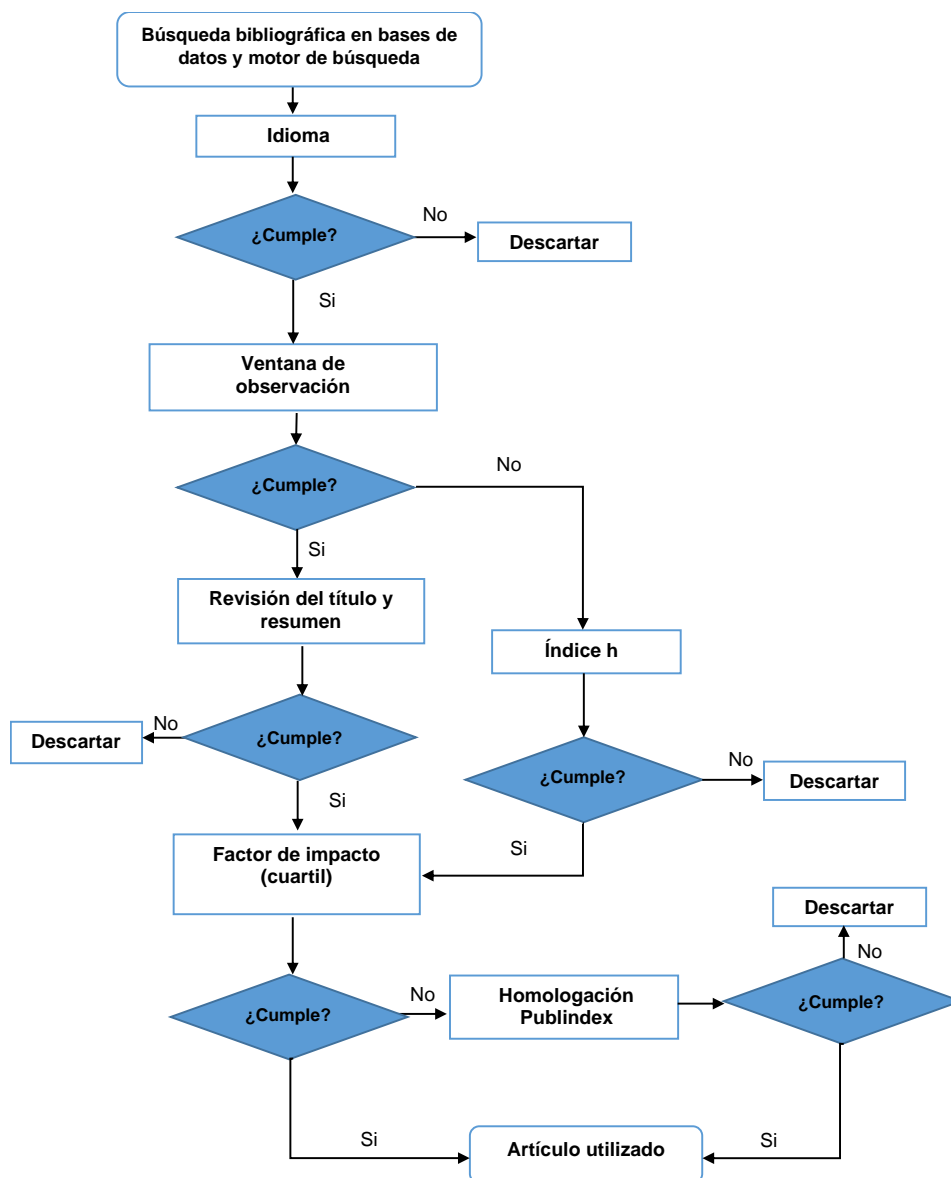 Búsqueda bibliográfica en bases de
datos y motor de búsqueda
Idioma
¿Cumple?
No
Descartar
Si
Ventana de
observación
¿Cumple?
No
Si
Revisión del título y
resumen
Índice h
¿Cumple?
No
Descartar
Si
¿Cumple?
No
Descartar
Si
Factor de impacto
(cuartil)
¿Cumple?
No
Homologación
Publindex
¿Cumple?
No
Descartar
Si
Si
Artículo utilizado